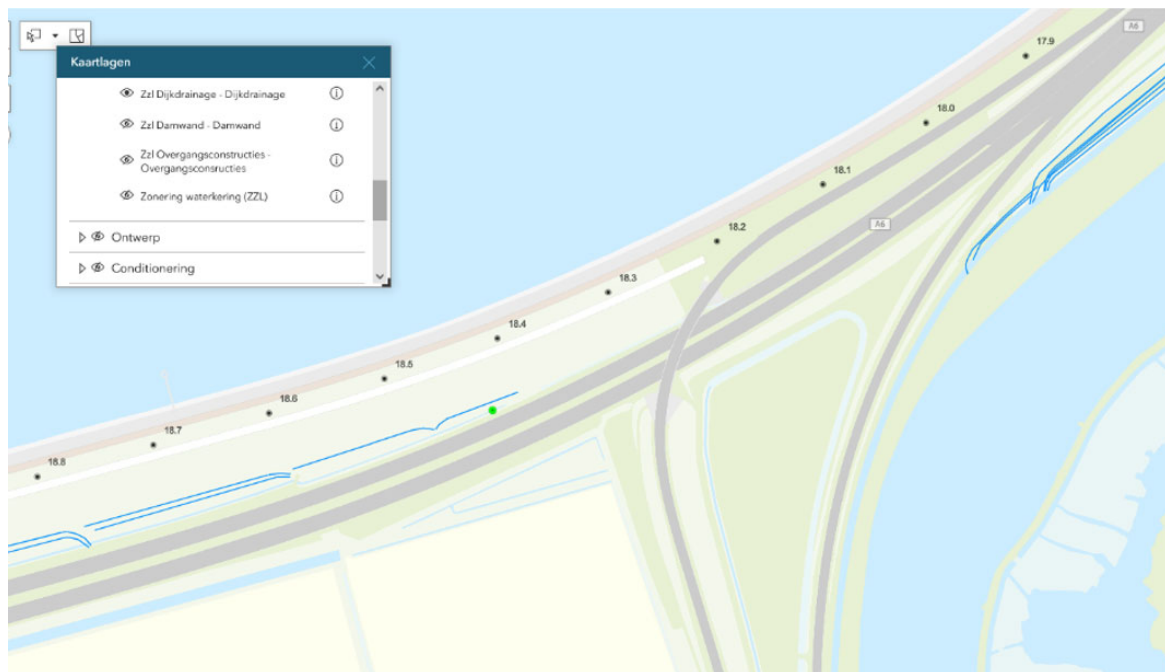 Kaartlagen
Zzl Dijkdrainage - Dijkdrainage
Zzl Damwand - Damwand
Zzl Overgangsconstructies -
Overgangsconsructies
Zonering waterkering (ZZL)
Ontwerp
Conditionering
A6
17.9
18.0
18.1
A6
18.2
18.3
18.4
18.5
18.6
18.7
18.8